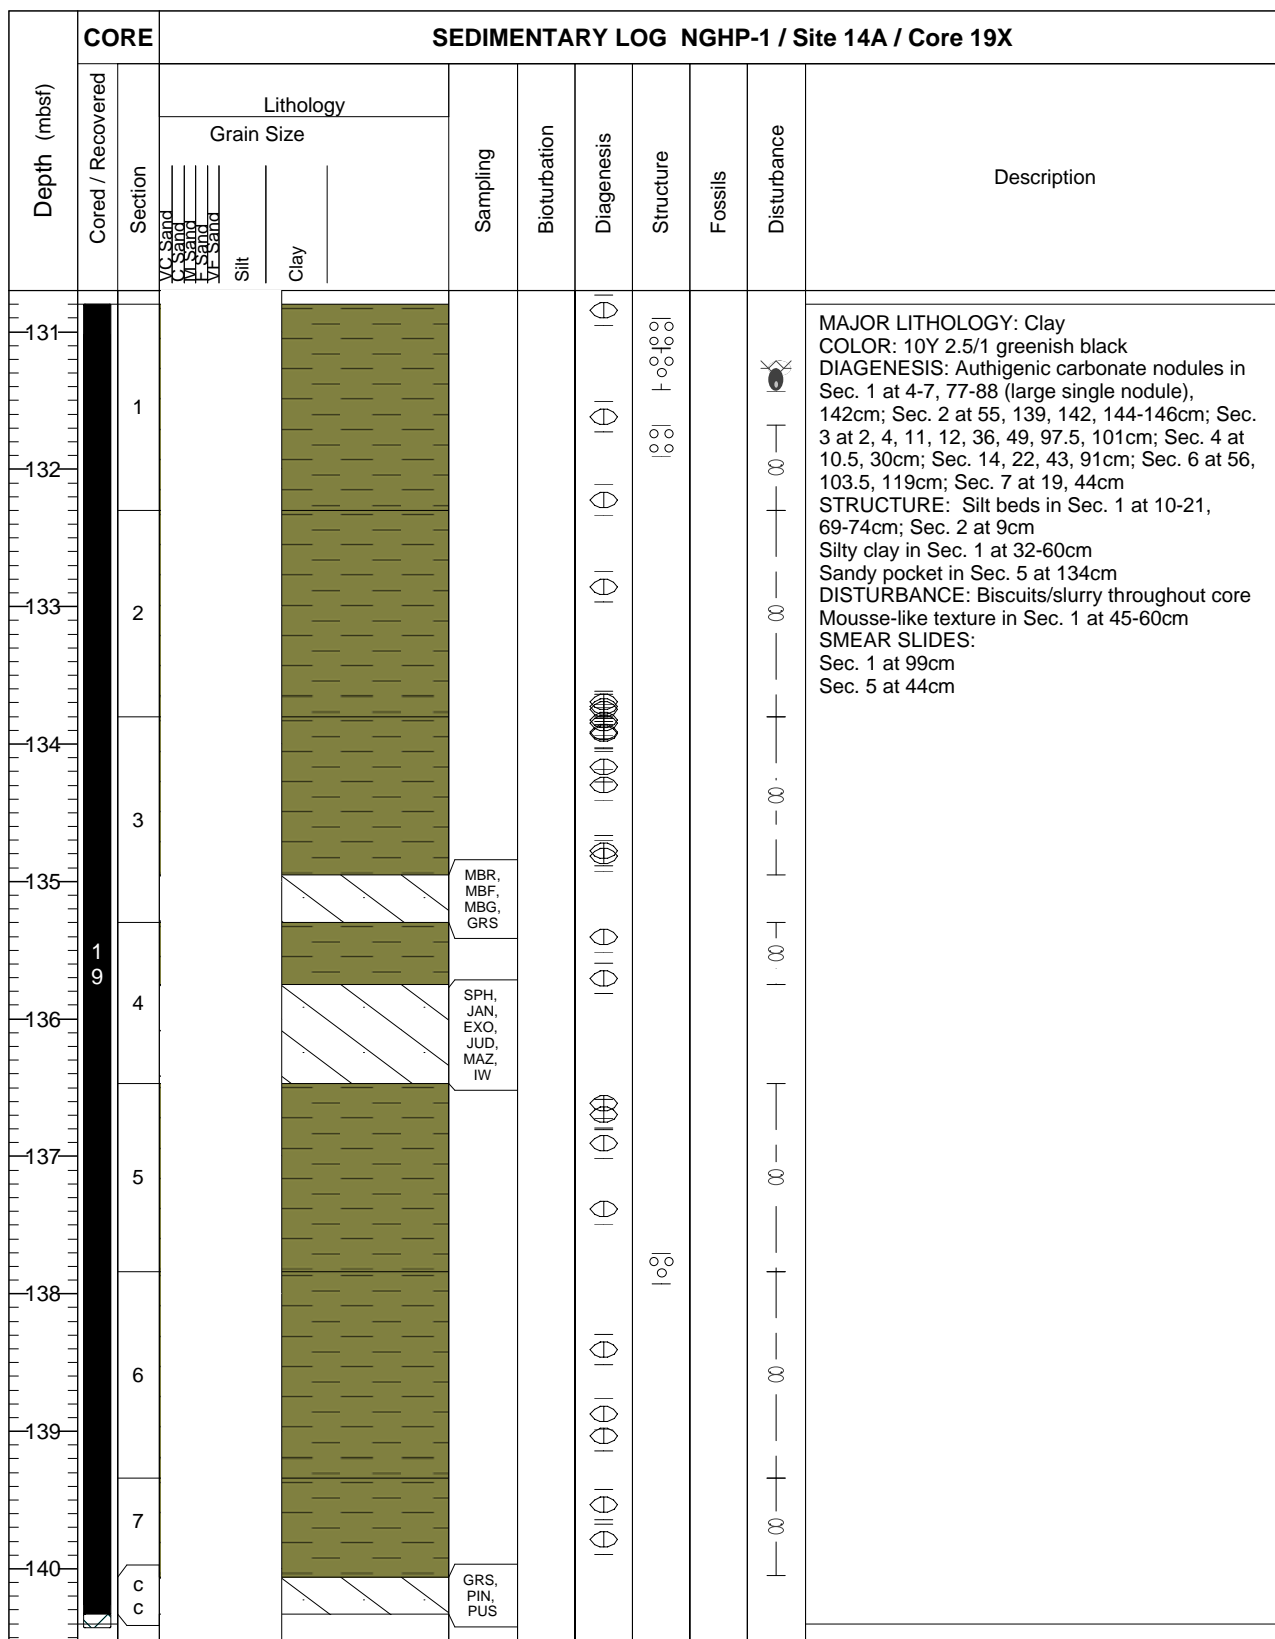 CORE
SEDIMENTARY LOG NGHP-1 / Site 14A / Core 19X
Depth (mbsf)
Cored / Recovered
Section
Lithology
Grain Size
VC Sand
C Sand
M Sand
F Sand
VF Sand
Silt
Clay
Sampling
Bioturbation
Diagenesis
Structure
Fossils
Disturbance
Description
131
132
133
134
135
136
137
138
139
140
1
9
1
2
3
4
5
6
7
c
c
MBR,
MBF,
MBG,
GRS
SPH,
JAN,
EXO,
JUD,
MAZ,
IW
GRS,
PIN,
PUS
MAJOR LITHOLOGY: Clay
COLOR: 10Y 2.5/1 greenish black
DIAGENESIS: Authigenic carbonate nodules in
Sec. 1 at 4-7, 77-88 (large single nodule),
142cm; Sec. 2 at 55, 139, 142, 144-146cm; Sec.
3 at 2, 4, 11, 12, 36, 49, 97.5, 101cm; Sec. 4 at
10.5, 30cm; Sec. 14, 22, 43, 91cm; Sec. 6 at 56,
103.5, 119cm; Sec. 7 at 19, 44cm
STRUCTURE: Silt beds in Sec. 1 at 10-21,
69-74cm; Sec. 2 at 9cm
Silty clay in Sec. 1 at 32-60cm
Sandy pocket in Sec. 5 at 134cm
DISTURBANCE: Biscuits/slurry throughout core
Mousse-like texture in Sec. 1 at 45-60cm
SMEAR SLIDES:
Sec. 1 at 99cm
Sec. 5 at 44cm